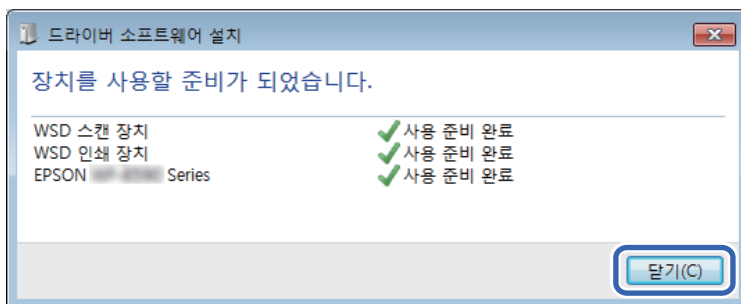 드라이버 소프트웨어 설치
장치를 사용할 준비가 되었습니다.
WSD 스캔 장치 사용 준비 완료
WSD 인쇄 장치 사용 준비 완료
EPSON Series 사용 준비 완료
닫기(C)